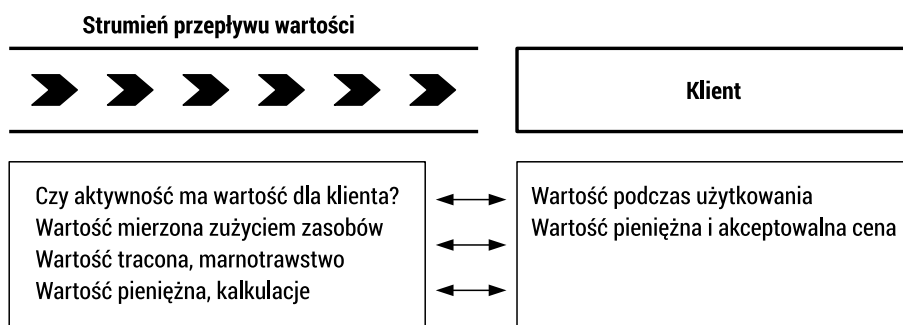 Strumień przepływu wartości
Klient
Czy aktywność ma wartość dla klienta?
Wartość mierzona zużyciem zasobów
Wartość tracona, marnotrawstwo
Wartość pieniężna, kalkulacje
Wartość podczas użytkowania
Wartość pieniężna i akceptowalna cena